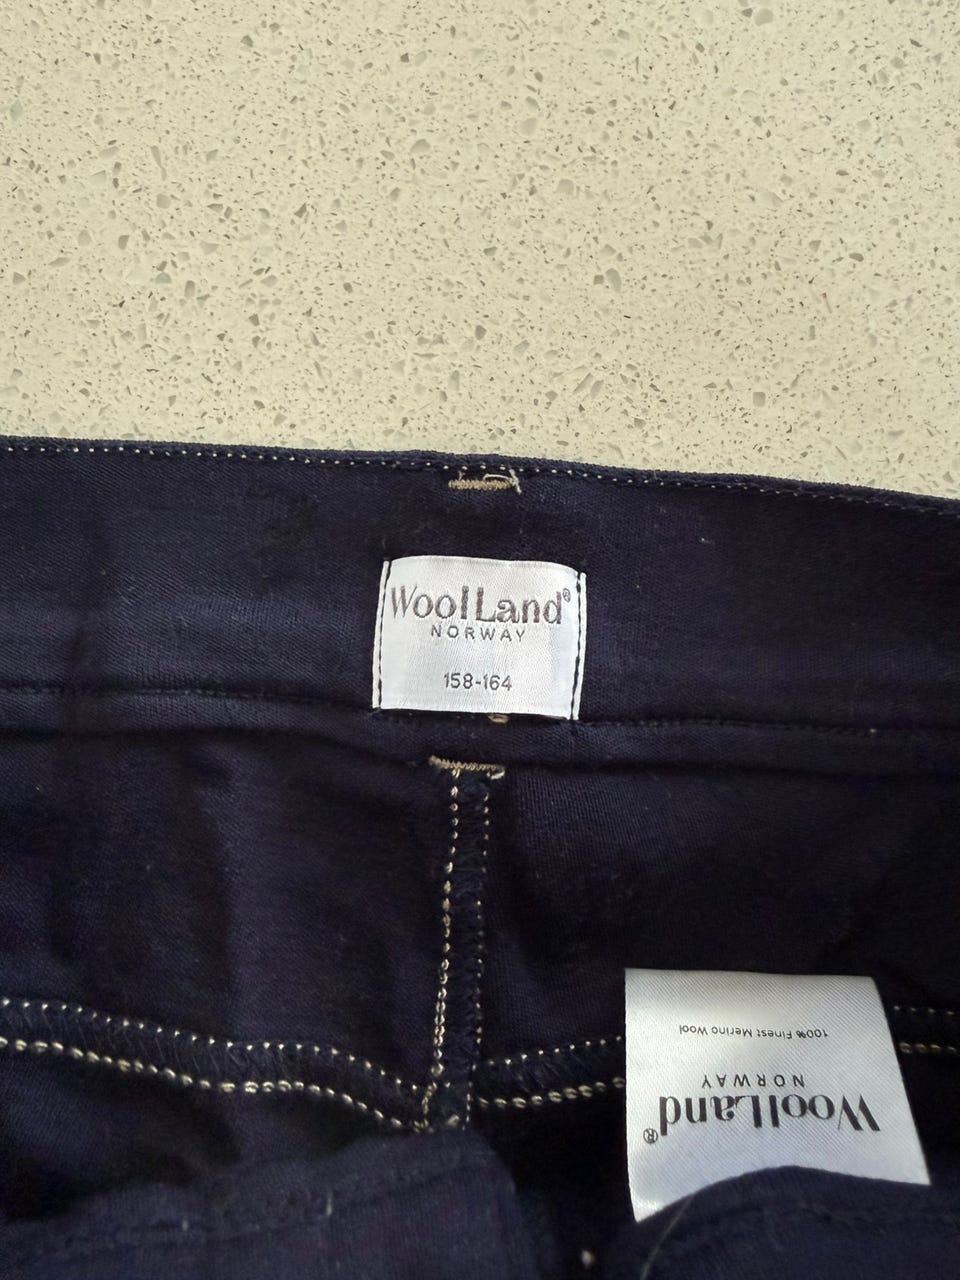 WoolLand®
NORWAY
158-164
100% Finest Merino Wool
NORWAY
WoolLand®